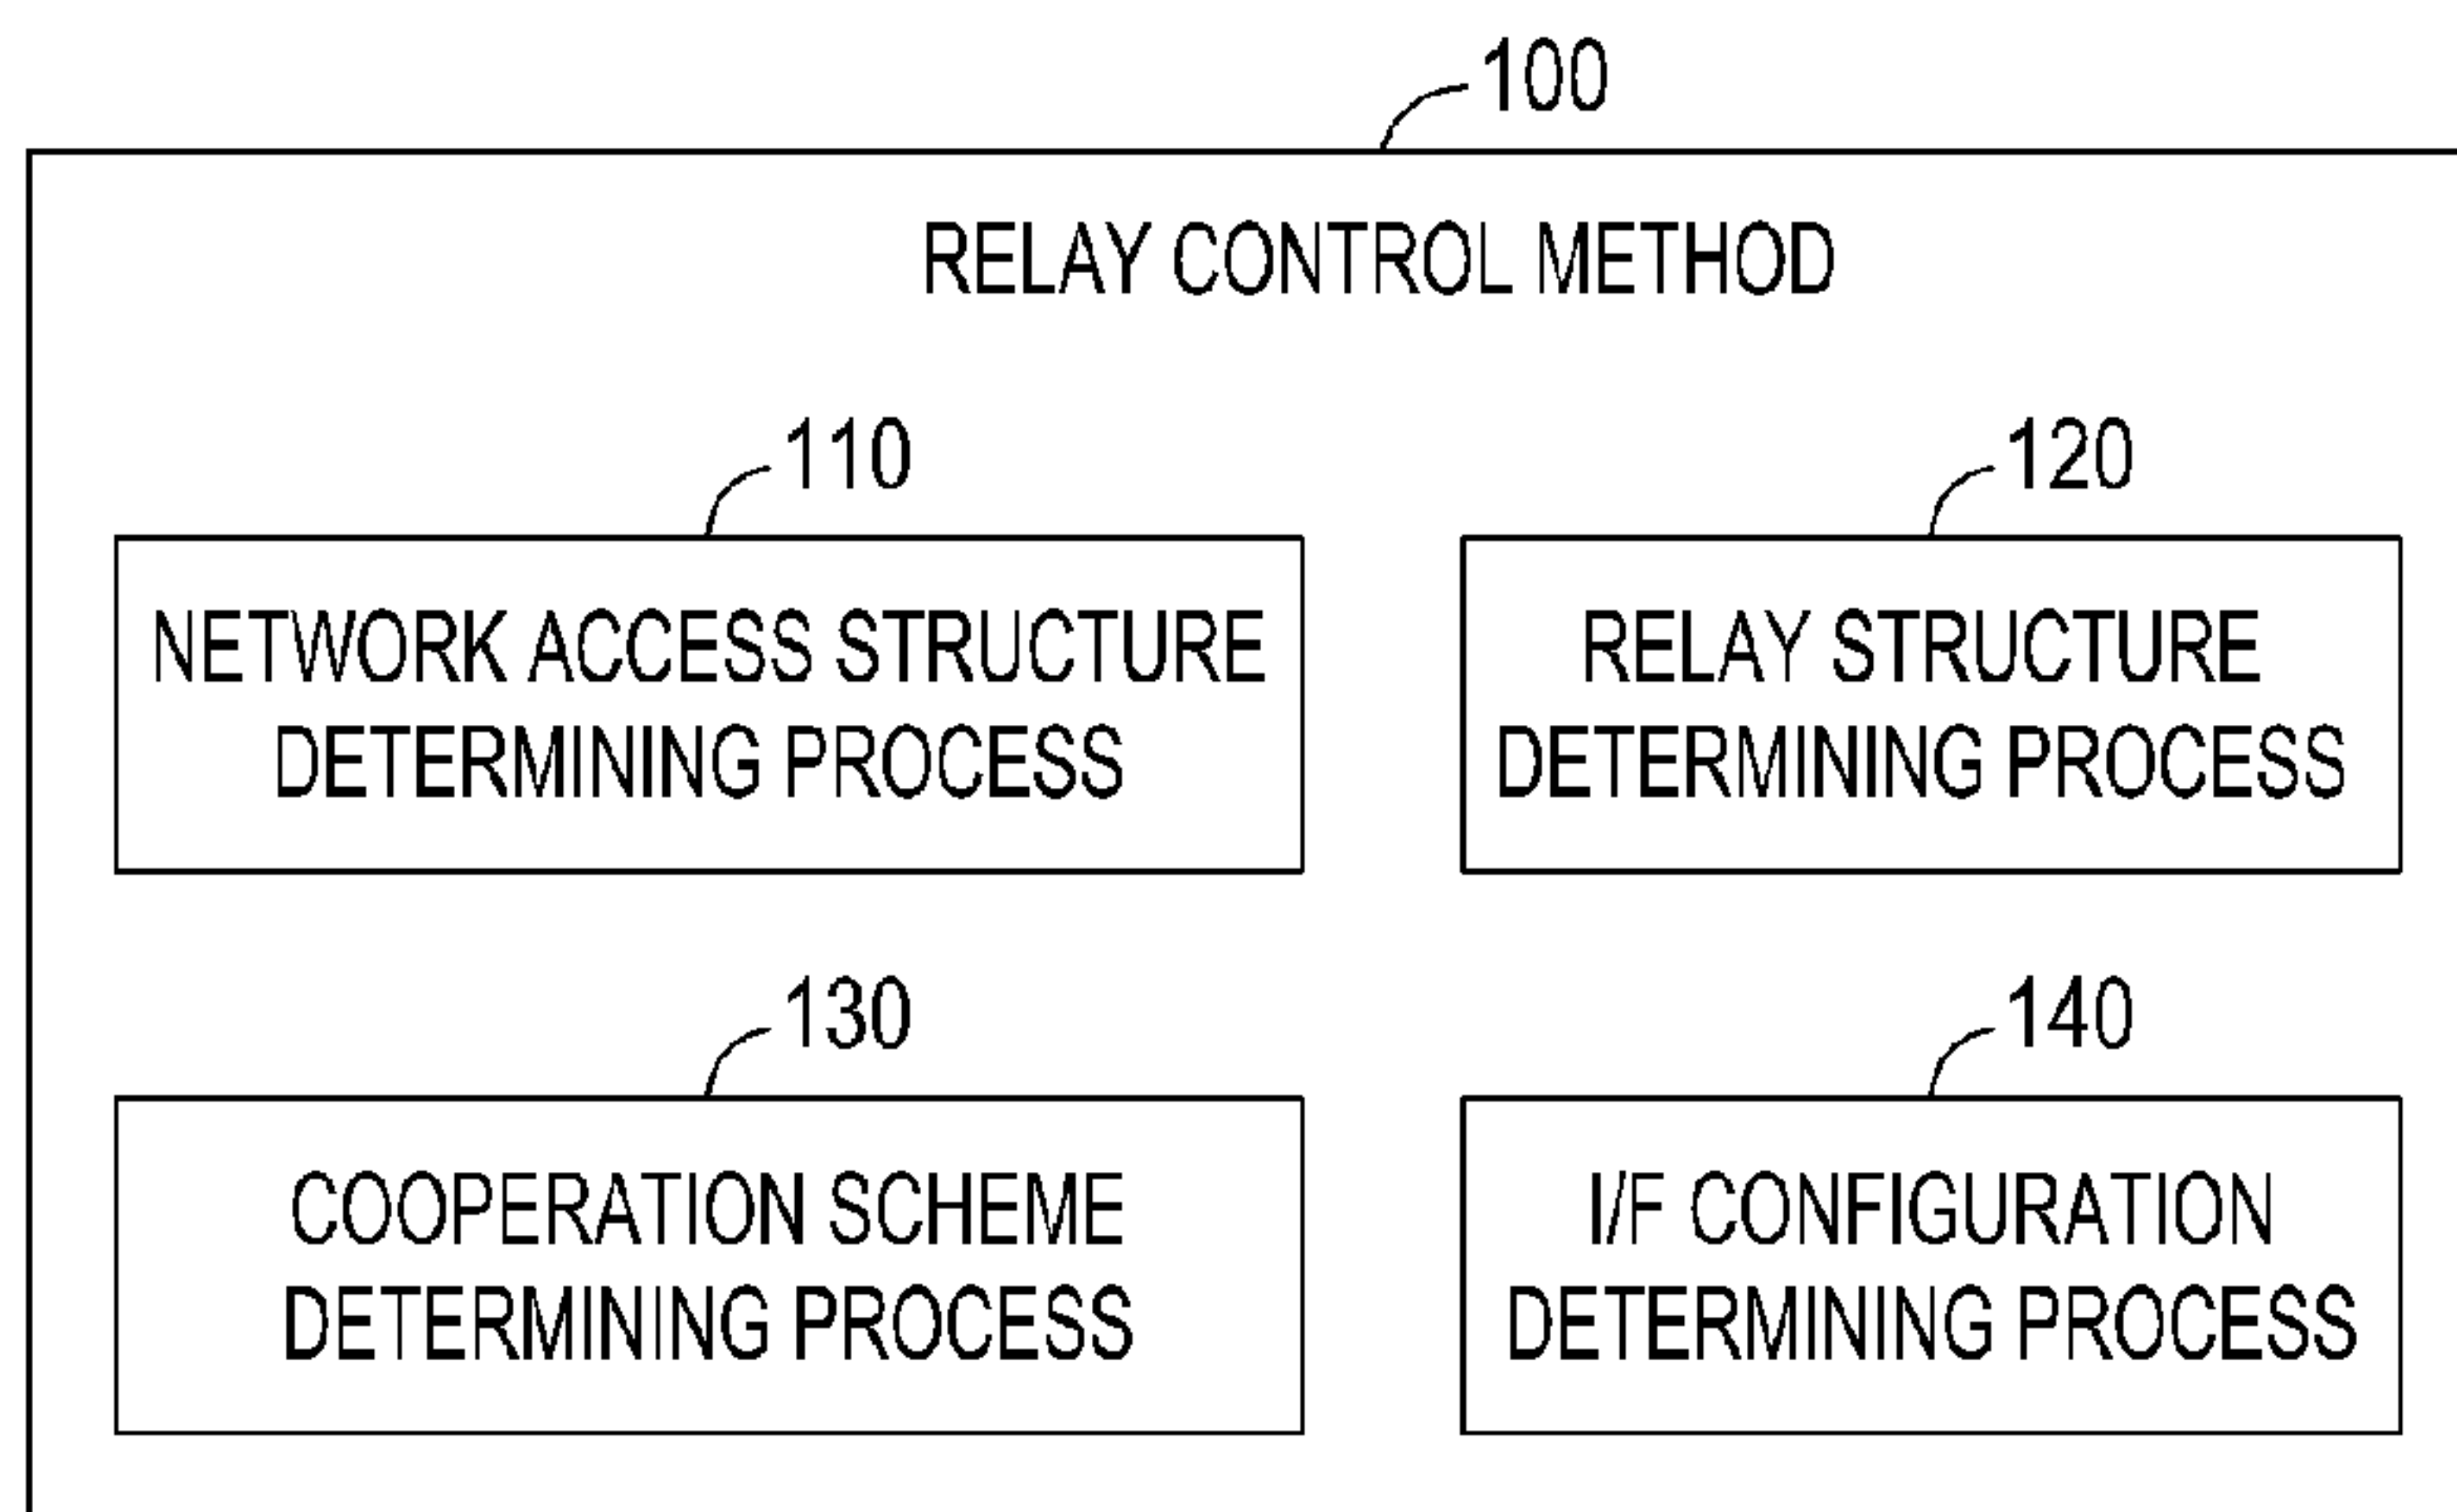 100
RELAY CONTROL METHOD
110
120
NETWORK ACCESS STRUCTURE
DETERMINING PROCESS
RELAY STRUCTURE
DETERMINING PROCESS
130
140
COOPERATION SCHEME
DETERMINING PROCESS
I/F CONFIGURATION
DETERMINING PROCESS